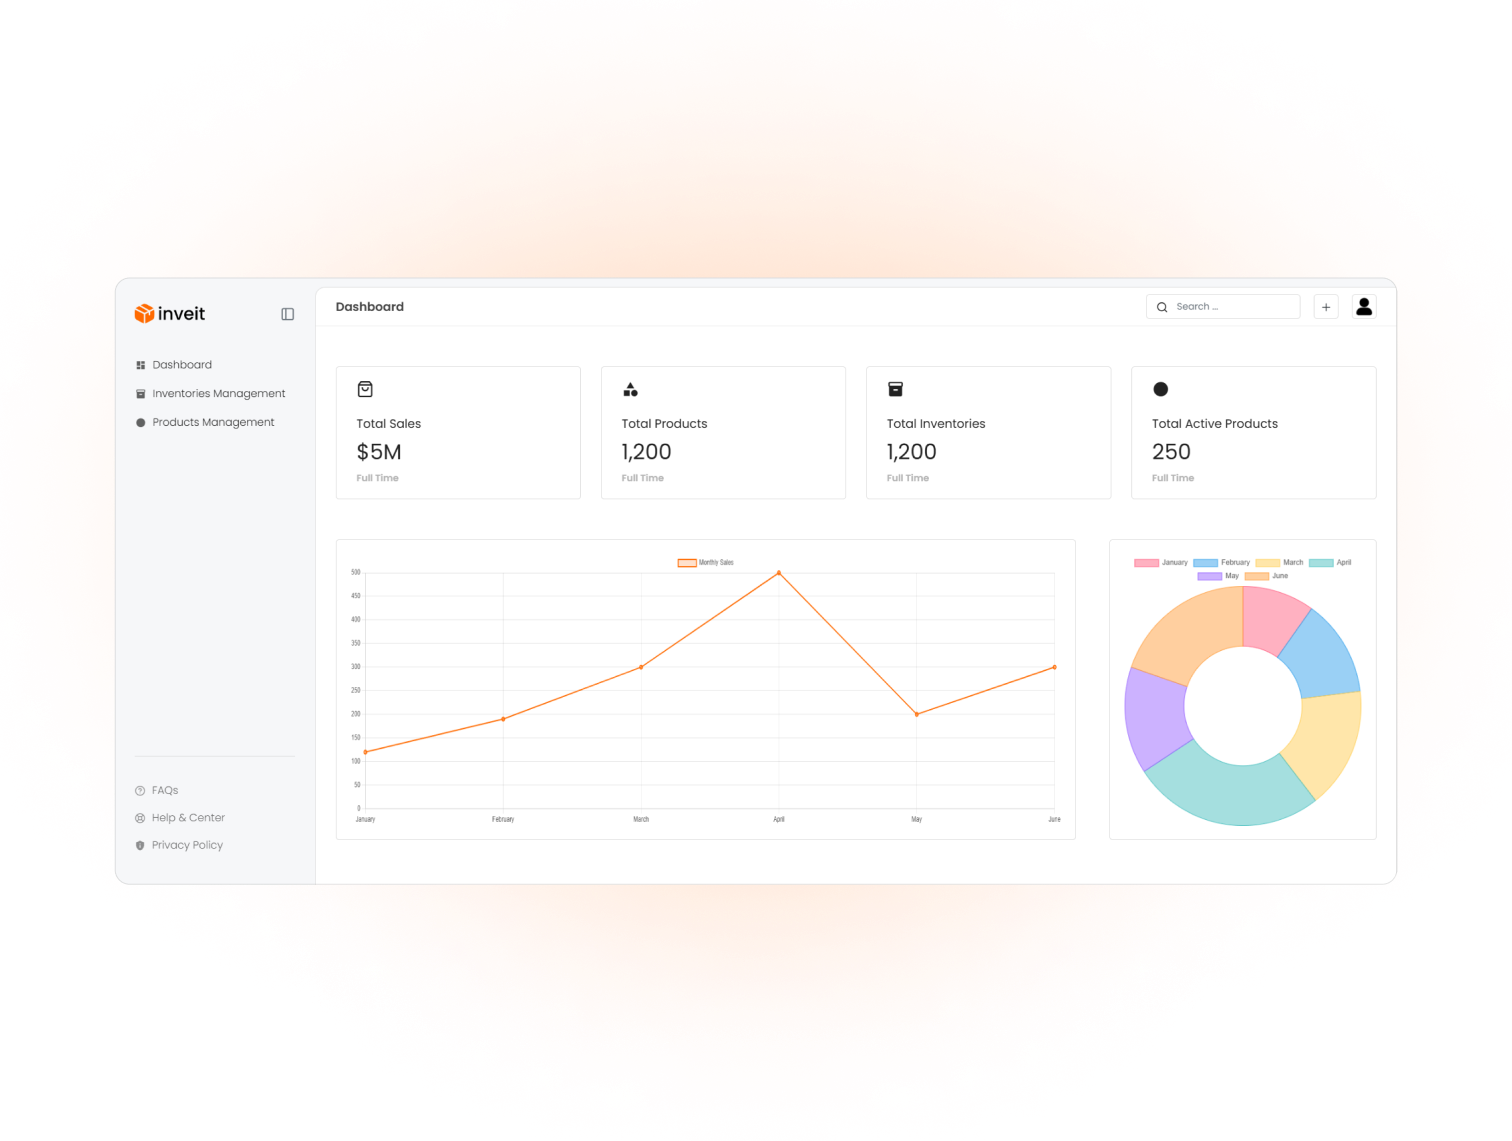 inveit
Dashboard
Inventories Management
Products Management
FAQs
Help & Center
Privacy Policy
Dashboard
Search ...
Total Sales
$5M
Full Time
Total Products
1,200
Full Time
Total Inventories
1,200
Full Time
Total Active Products
250
Full Time
Monthly Sales
500
450
400
350
300
250
200
150
100
50
0
January February March April May June
January February March April
May June